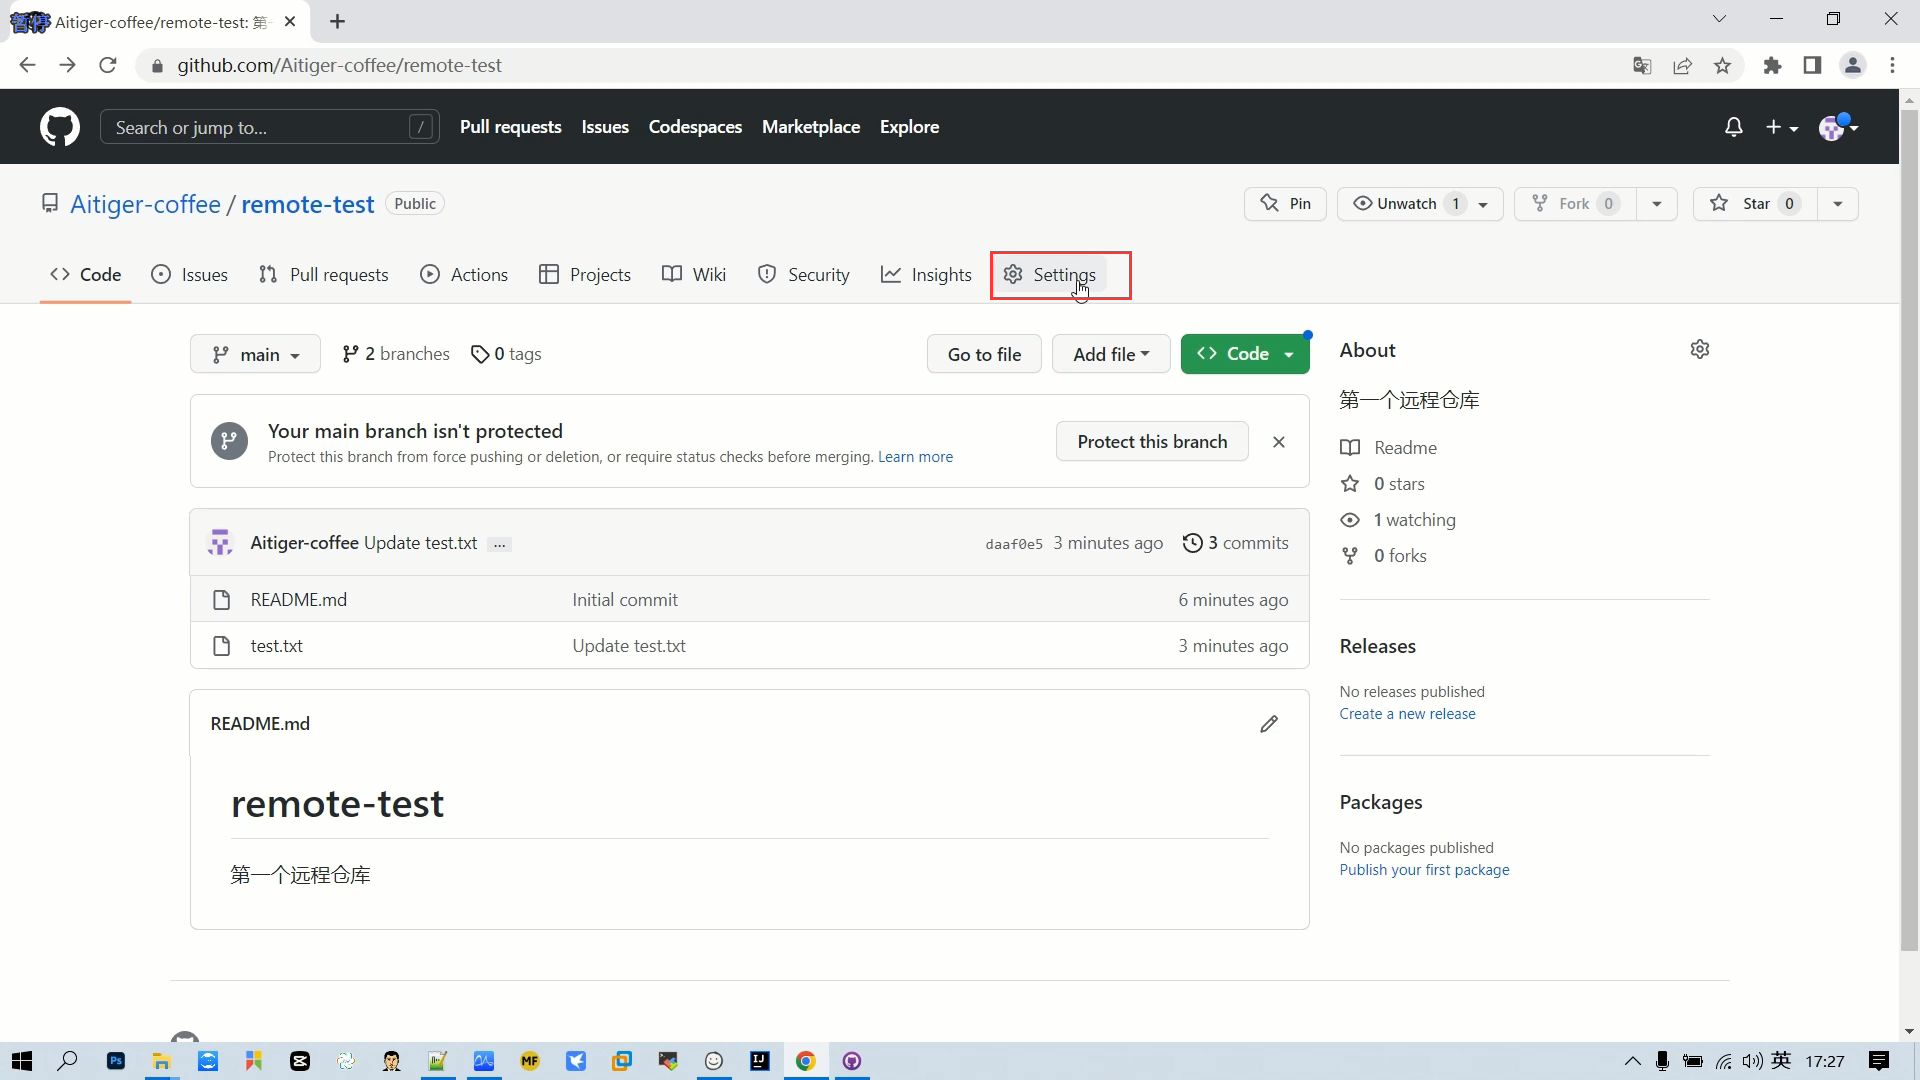 暂停 Aitiger-coffee/remote-test: 第
github.com/Aitiger-coffee/remote-test
Search or jump to... /
Pull requests Issues Codespaces Marketplace Explore
Aitiger-coffee / remote-test Public
Pin Unwatch 1 Fork 0 Star 0
Code Issues Pull requests Actions Projects Wiki Security Insights Settings
main 2 branches 0 tags Go to file Add file Code
Your main branch isn't protected
Protect this branch from force pushing or deletion, or require status checks before merging. Learn more
Protect this branch
Aitiger-coffee Update test.txt ... daaf0e5 3 minutes ago 3 commits
README.md Initial commit 6 minutes ago
test.txt Update test.txt 3 minutes ago
README.md
remote-test
第一个远程仓库
About
第一个远程仓库
Readme
0 stars
1 watching
0 forks
Releases
No releases published
Create a new release
Packages
No packages published
Publish your first package
Ps MF IJ 英 17:27